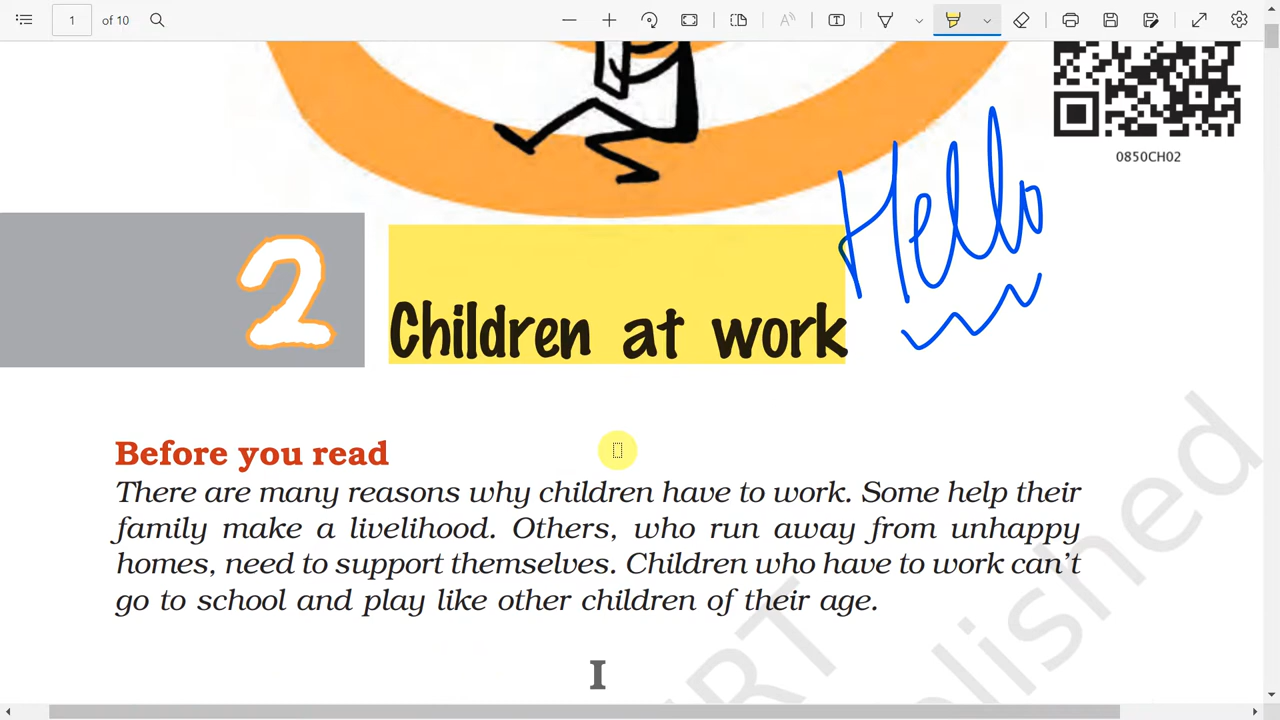 1 of 10
0850CH02
Hello
2 Children at work
Before you read
There are many reasons why children have to work. Some help their
family make a livelihood. Others, who run away from unhappy
homes, need to support themselves. Children who have to work can't
go to school and play like other children of their age.